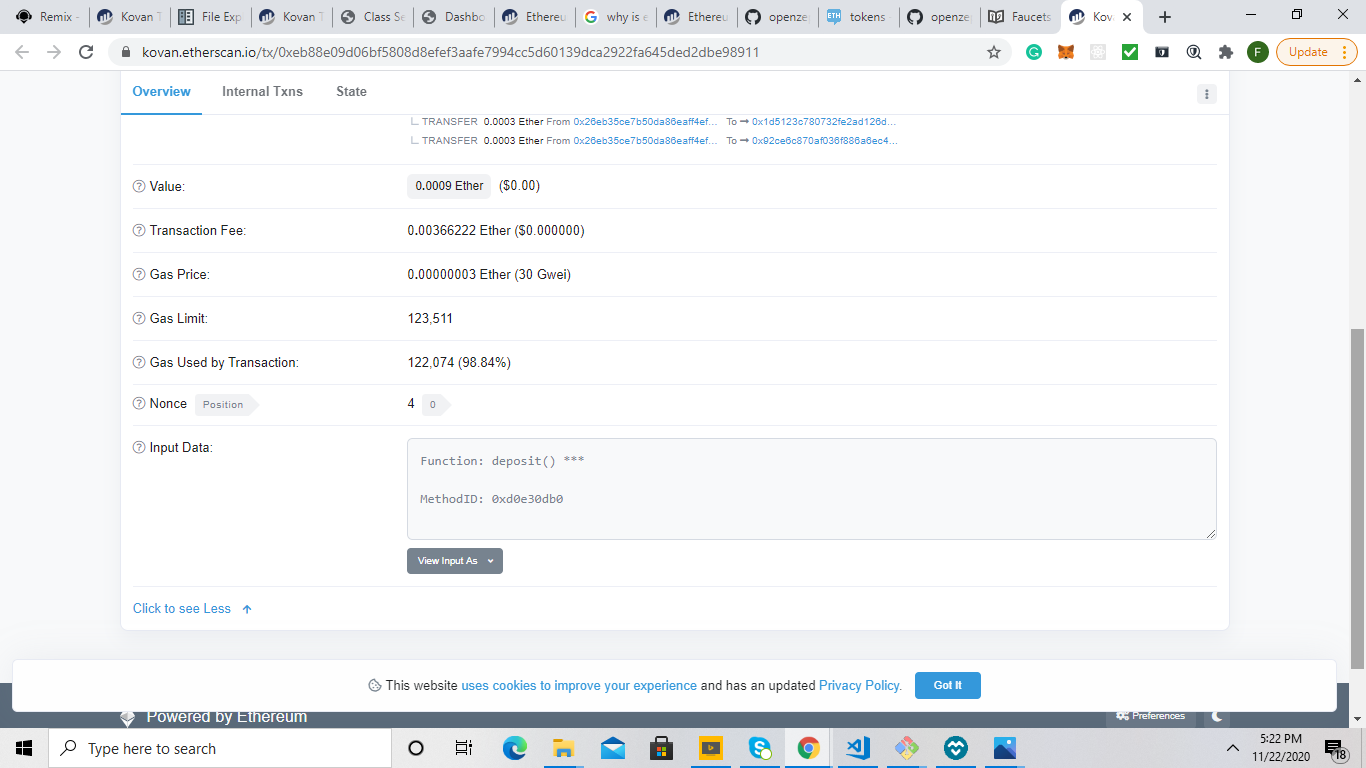 Remix -
Kovan T
File Exp
Kovan T
Class Se
Dashbo
Ethereu
why is e
Ethereu
openze
tokens
openze
Faucets
Kov
kovan.etherscan.io/tx/0xeb88e09d06bf5808d8efef3aafe7994cc5d60139dca2922fa645ded2dbe98911
F
Update
Overview Internal Txns State
TRANSFER 0.0003 Ether From 0x26eb35ce7b50da86eaff4ef... To → 0x1d5123c780732fe2ad126d...
TRANSFER 0.0003 Ether From 0x26eb35ce7b50da86eaff4ef... To → 0x92ce6c870af036f886a6ec4...
Value: 0.0009 Ether ($0.00)
Transaction Fee: 0.00366222 Ether ($0.000000)
Gas Price: 0.00000003 Ether (30 Gwei)
Gas Limit: 123,511
Gas Used by Transaction: 122,074 (98.84%)
Nonce Position 4 0
Input Data:
Function: deposit() ***
MethodID: 0xd0e30db0
View Input As
Click to see Less
This website uses cookies to improve your experience and has an updated Privacy Policy.
Got It
Powered by Ethereum
Preferences
Type here to search
5:22 PM
11/22/2020
18